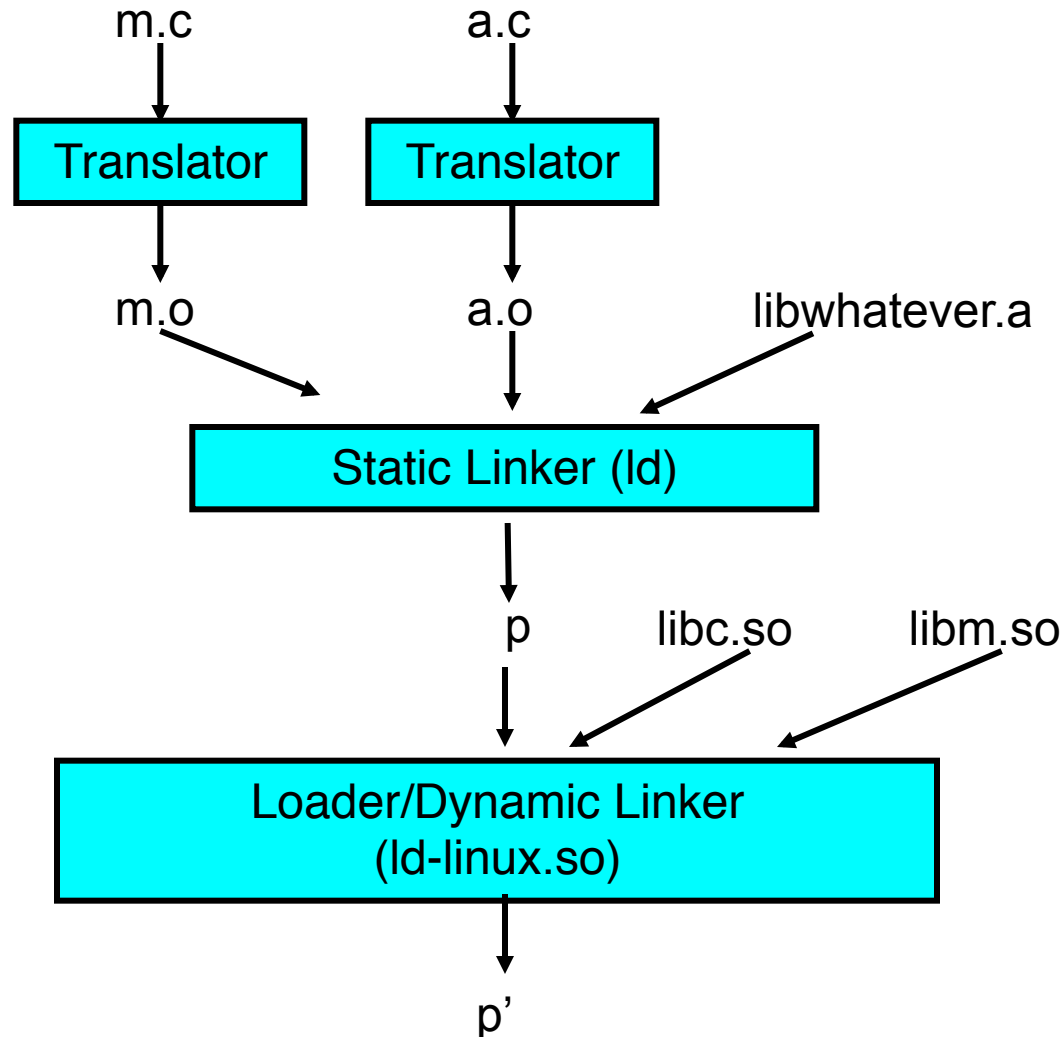 m.c
a.c
Translator
Translator
m.o
a.o
libwhatever.a
Static Linker (ld)
p
libc.so
libm.so
Loader/Dynamic Linker
(ld-linux.so)
p’